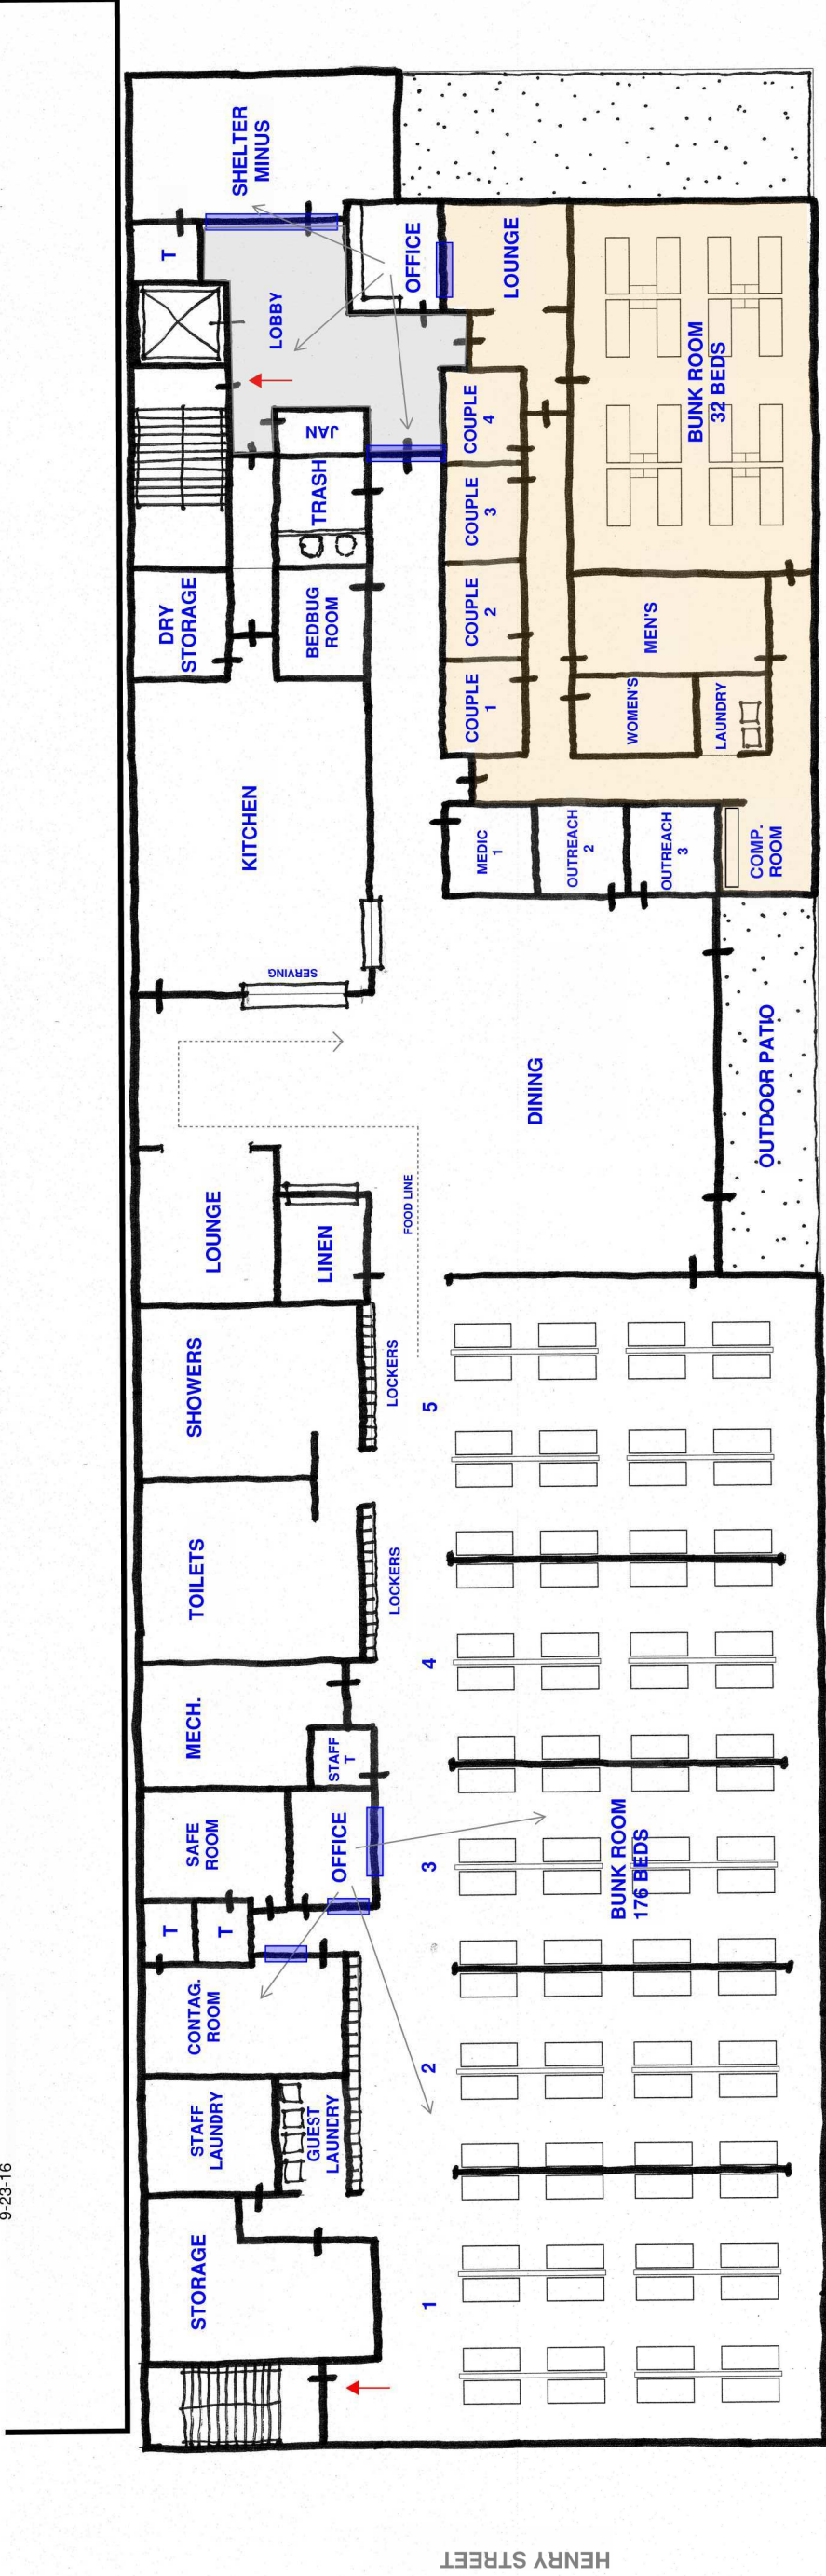 SHELTER
MINUS
T
LOBBY
OFFICE
LOUNGE
BUNK ROOM
32 BEDS
JAN
TRASH
COUPLE
4
COUPLE
3
COUPLE
2
COUPLE
1
DRY
STORAGE
BEDBUG
ROOM
MEN'S
WOMEN'S
LAUNDRY
KITCHEN
MEDIC
1
OUTREACH
2
OUTREACH
3
COMP.
ROOM
SERVING
DINING
OUTDOOR PATIO
LOUNGE
LINEN
FOOD LINE
SHOWERS
LOCKERS
5
TOILETS
LOCKERS
4
MECH.
STAFF
T
SAFE
ROOM
OFFICE
3
BUNK ROOM
176 BEDS
T
T
CONTAG.
ROOM
2
STAFF
LAUNDRY
GUEST
LAUNDRY
STORAGE
1
9-23-16
HENRY STREET